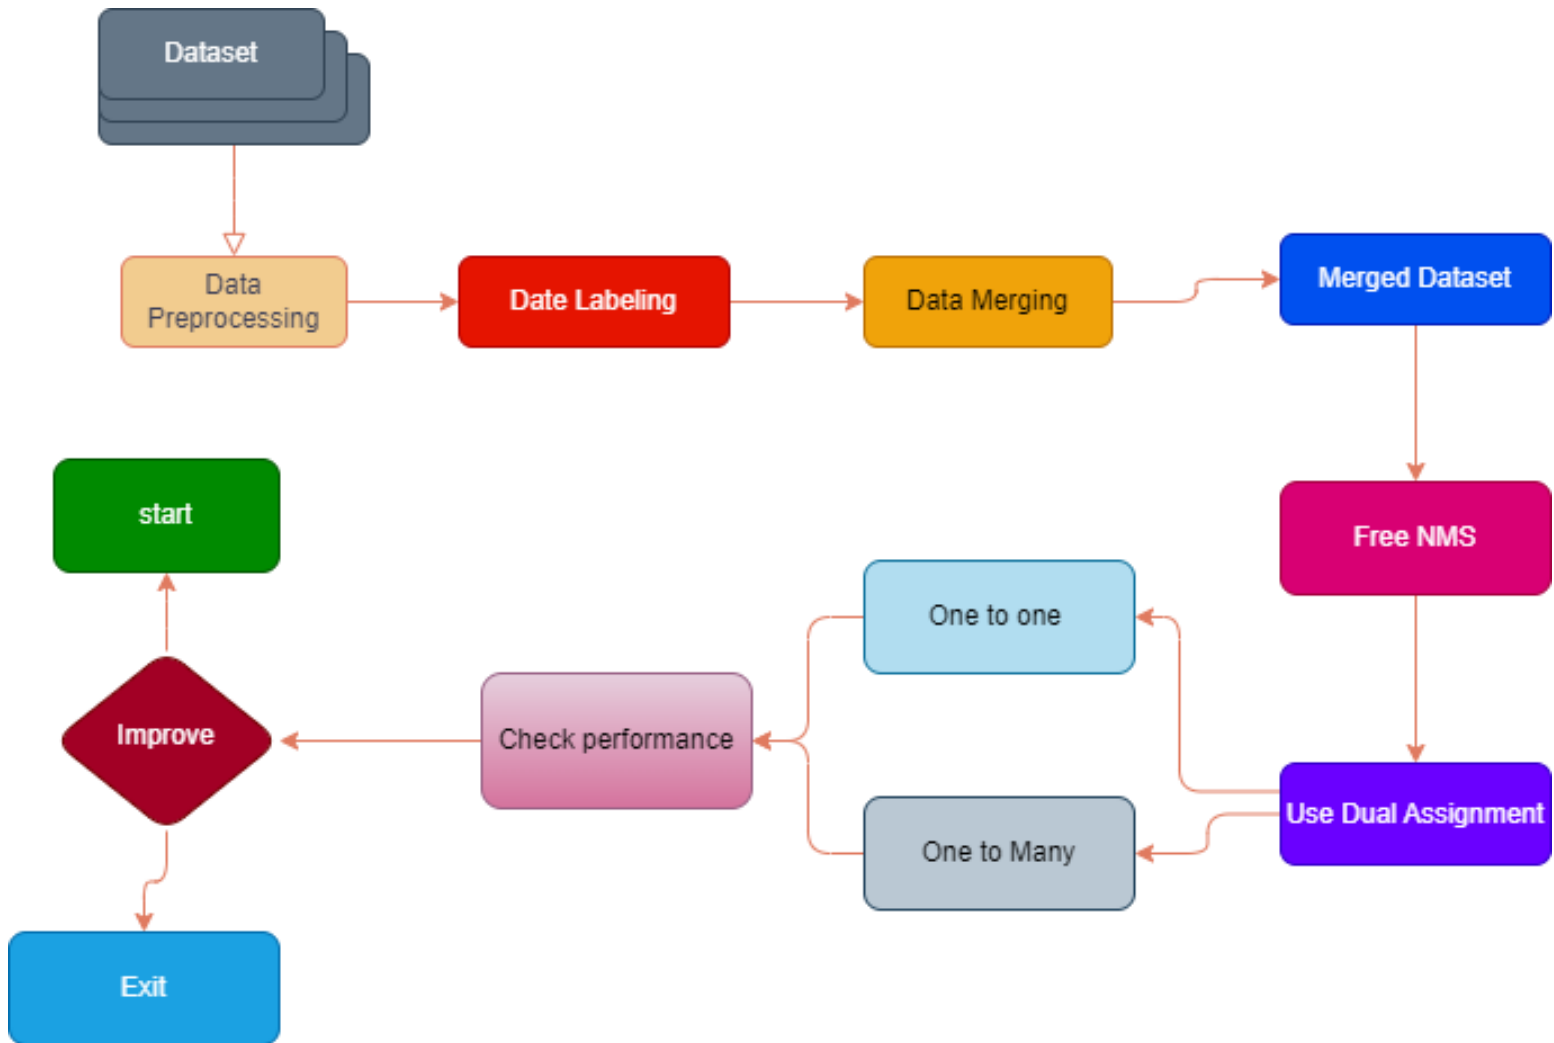 Dataset
Data
Preprocessing
Date Labeling
Data Merging
Merged Dataset
start
Free NMS
One to one
Improve
Check performance
Use Dual Assignment
One to Many
Exit